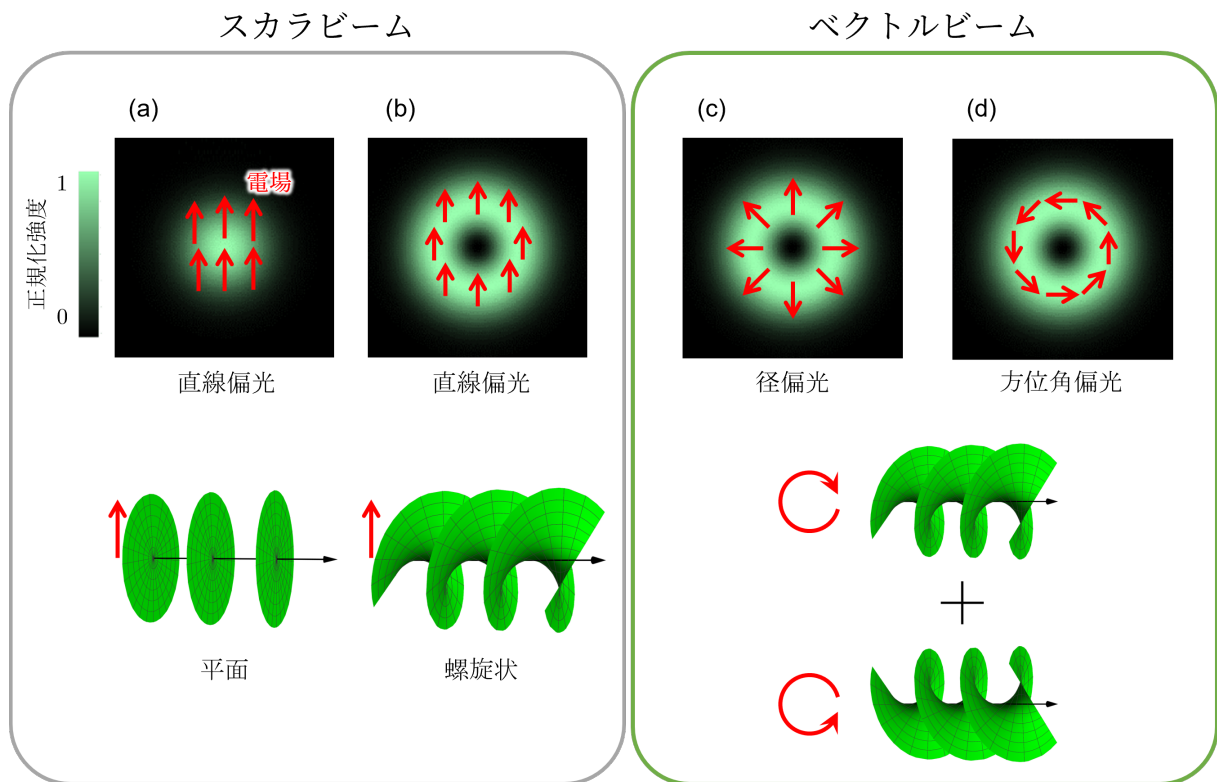 スカラビーム
ベクトルビーム
(a)
(b)
(c)
(d)
電場
1
正規化強度
0
直線偏光
直線偏光
径偏光
方位角偏光
平面
螺旋状
+